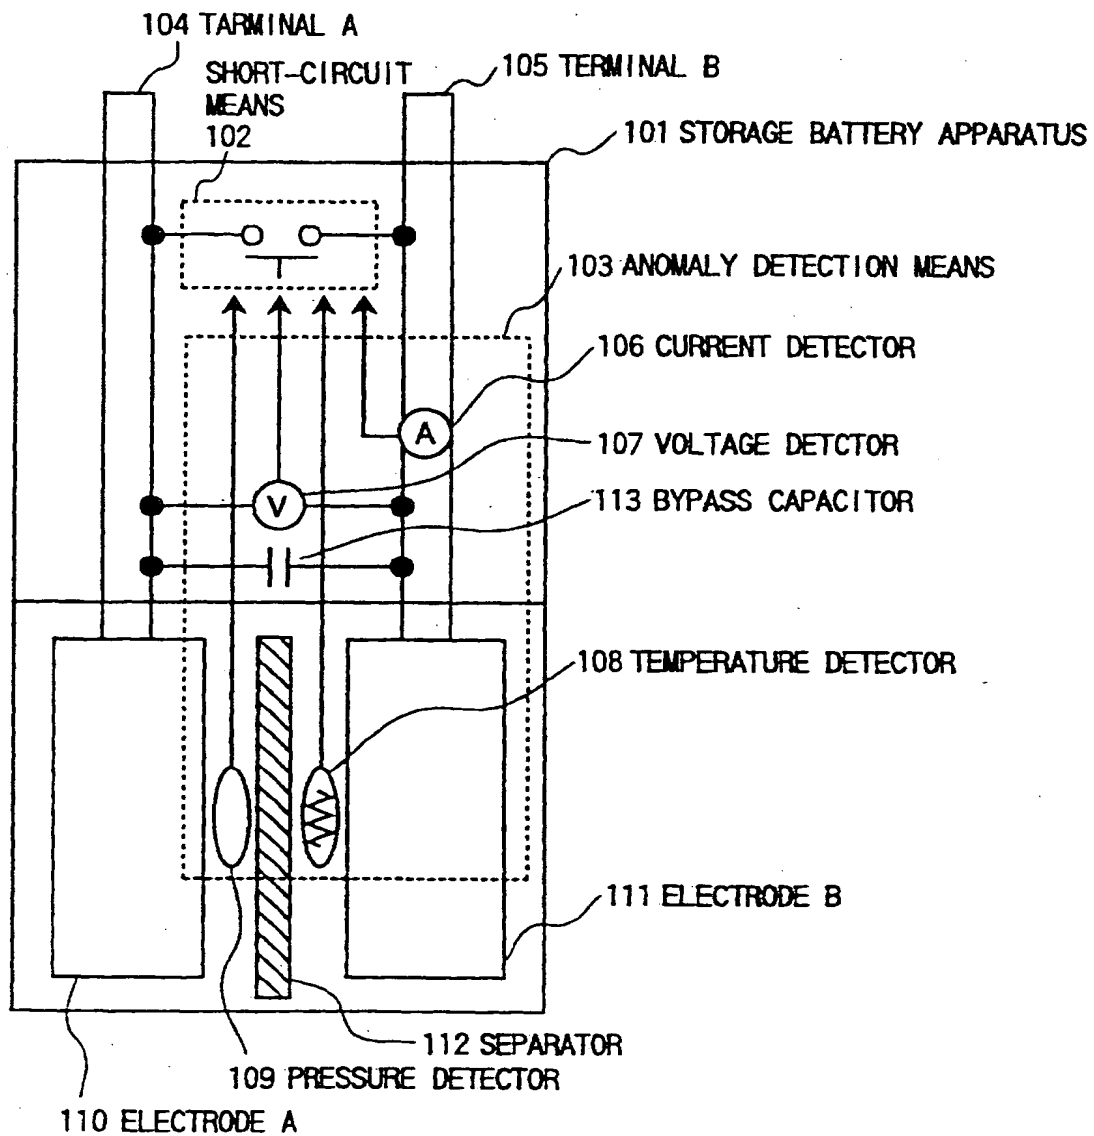 104 TARMINAL A
SHORT-CIRCUIT
MEANS
102
105 TERMINAL B
101 STORAGE BATTERY APPARATUS
103 ANOMALY DETECTION MEANS
106 CURRENT DETECTOR
A
107 VOLTAGE DETCTOR
V
113 BYPASS CAPACITOR
108 TEMPERATURE DETECTOR
111 ELECTRODE B
112 SEPARATOR
109 PRESSURE DETECTOR
110 ELECTRODE A